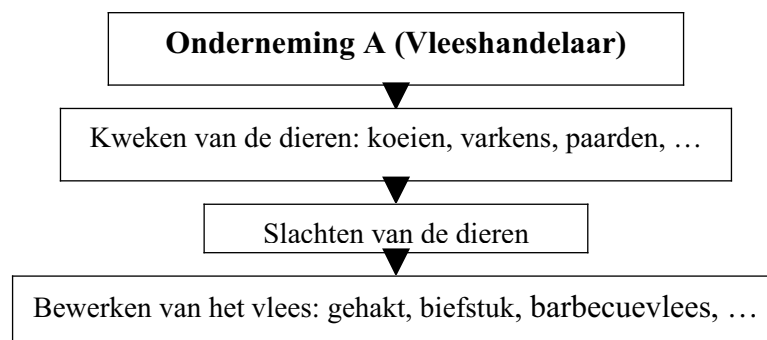 Onderneming A (Vleeshandelaar)
Kweken van de dieren: koeien, varkens, paarden, …
Slachten van de dieren
Bewerken van het vlees: gehakt, biefstuk, barbecuevlees, …